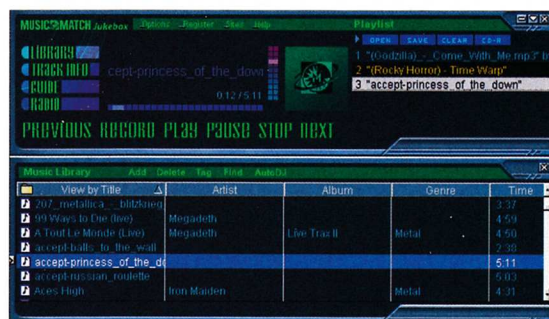 MUSICMATCH Jukebox Options Register Start Help
Playlist
OPEN SAVE CLEAR CD-R
LIBRARY
TRACK INFO
GUIDE
RADIO
cept-princess_of_the_down
0:12 / 5:11
1 "(Godzilla)_-_Come_With_Me.mp3" b
2 "(Rocky Horror) - Time Warp"
3 "accept-princess_of_the_down"
PREVIOUS RECORD PLAY PAUSE STOP NEXT
Music Library Add Delete Tag Find AutoDJ
View by Title Artist Album Genre Time
207_metallica_-_blitzkrieg 3:37
99 Ways to Die (live) Megadeth 4:59
A Tout Le Monde (Live) Megadeth Live Trax II Metal 4:50
accept-balls_to_the_wall 2:38
accept-princess_of_the_do 5:11
accept-russian_roulette 5:03
Aces High Iron Maiden Metal 4:31